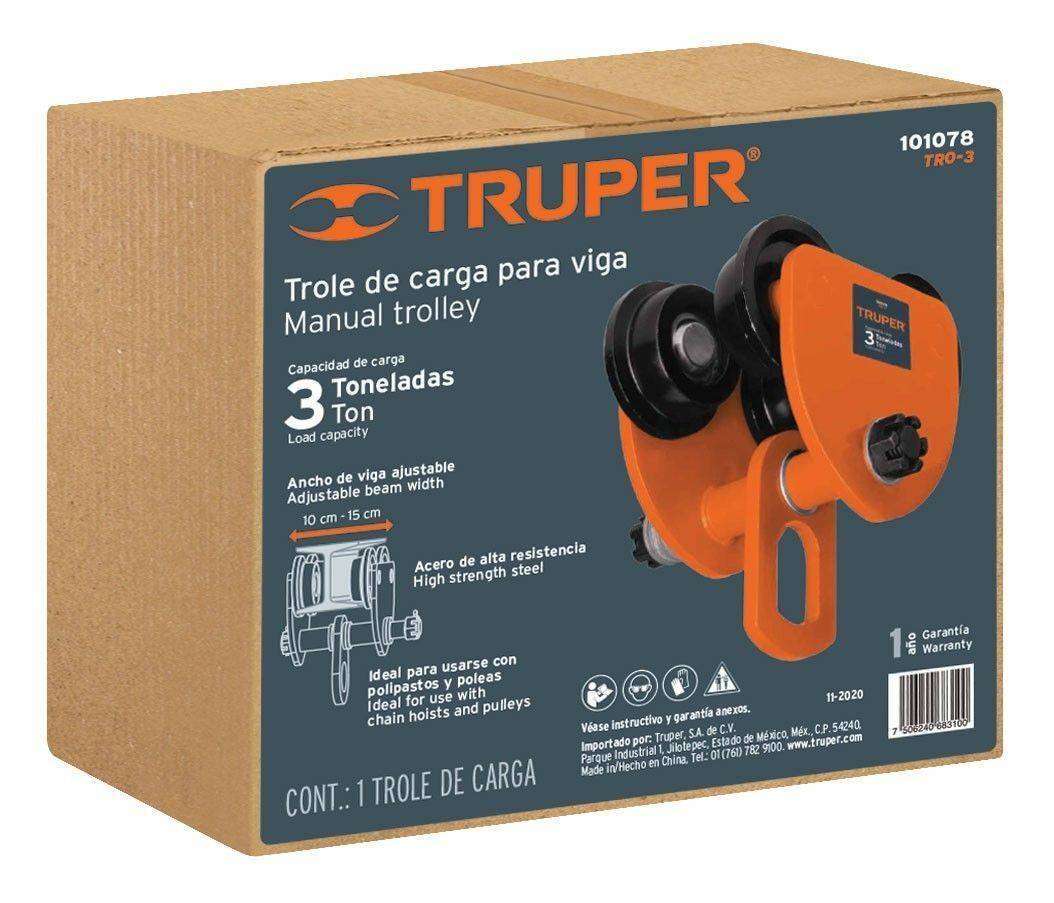 TRUPER®
101078
TRO-3
Trole de carga para viga
Manual trolley
Capacidad de carga
3 Toneladas
Ton
Load capacity
Ancho de viga ajustable
Adjustable beam width
10 cm - 15 cm
Acero de alta resistencia
High strength steel
Ideal para usarse con
polipastos y poleas
Ideal for use with
chain hoists and pulleys
CONT.: 1 TROLE DE CARGA
TRUPER
3 Toneladas
Ton
1 año Garantía
Warranty
11-2020
Véase instructivo y garantía anexos.
Importado por: Truper, S.A. de C.V.
Parque Industrial 1, Jilotepec, Estado de México, Méx., C.P. 54240,
Made in/Hecho en China, Tel.: 01 (761) 782 9100. www.truper.com
7 506240 683100